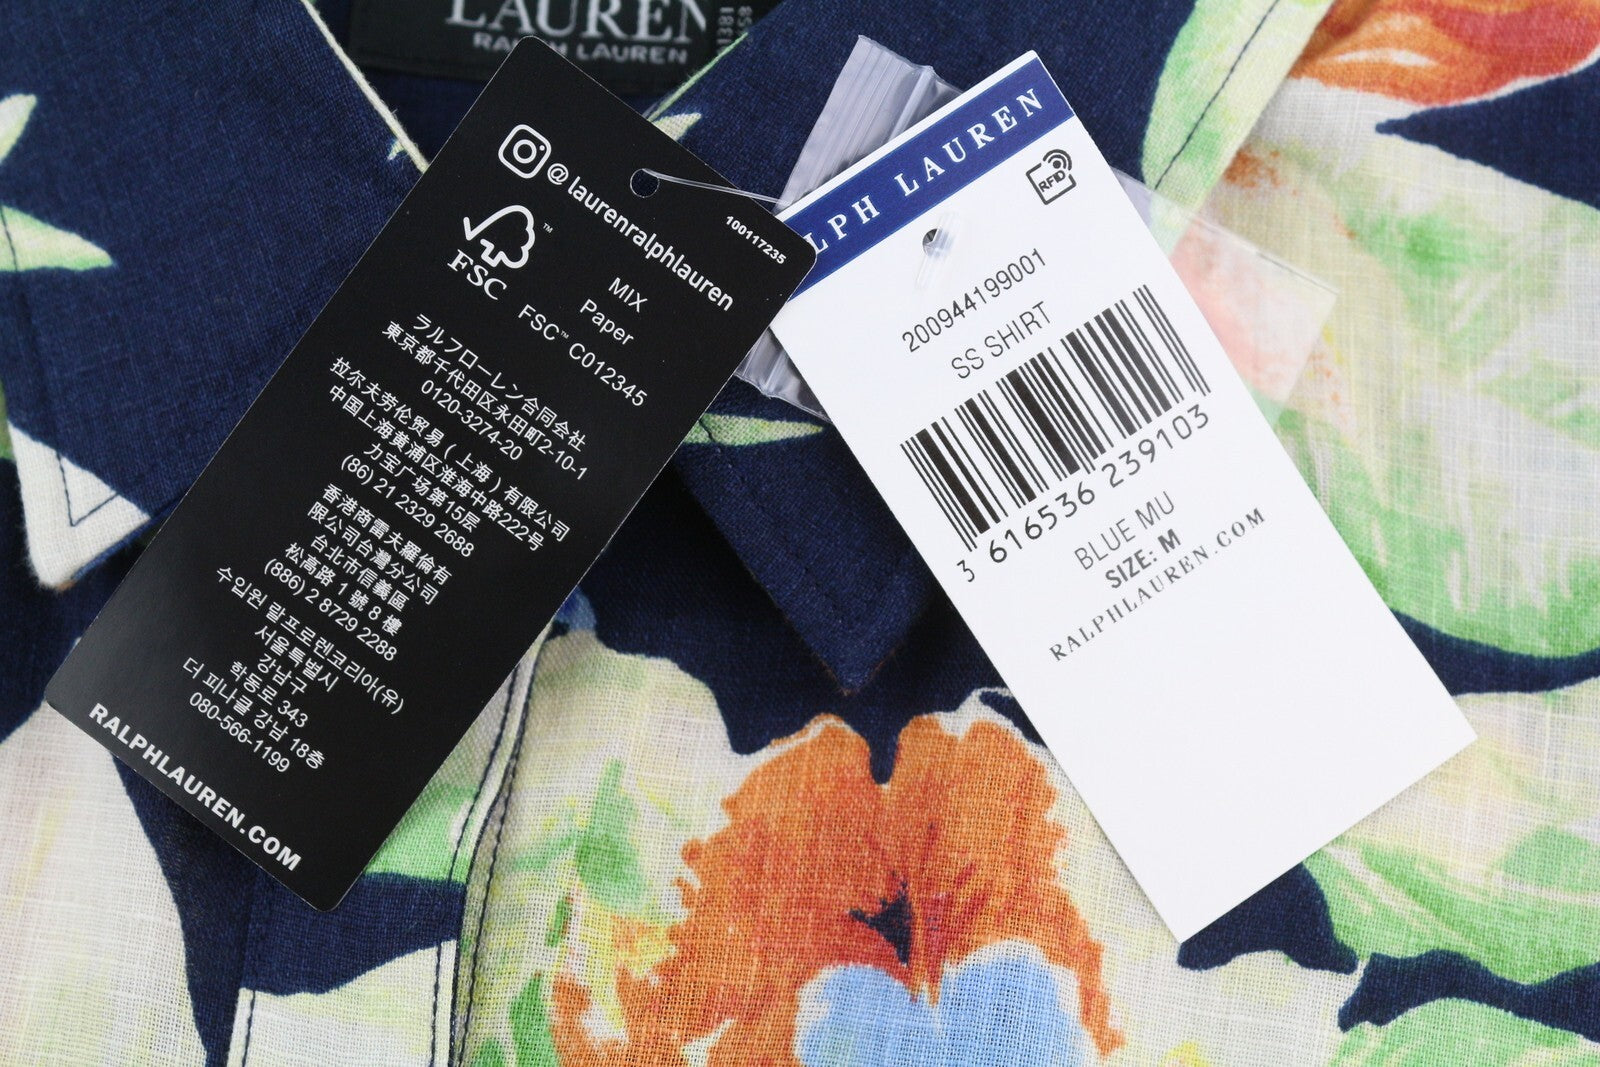 LAUREN
RALPH LAUREN
@laurenralphlauren
100117235
FSC
MIX
Paper
FSC™ C012345
ラルフローレン合同会社
東京都千代田区永田町2-10-1
0120-3274-20
拉尔夫劳伦贸易(上海)有限公司
中国上海黄浦区淮海中路222号
力宝广场第15层
(86) 21 2329 2688
香港商雷夫羅倫有
限公司台灣分公司
台北市信義區
松高路 1 號 8 樓
(886) 2 8729 2288
수입원 랄프로렌코리아(유)
서울특별시
강남구
학동로 343
더 피나클 강남 18층
080-566-1199
RALPHLAUREN.COM
ALPH LAUREN
RFID
200944199001
SS SHIRT
3 616536 239103
BLUE MU
SIZE: M
RALPHLAUREN.COM